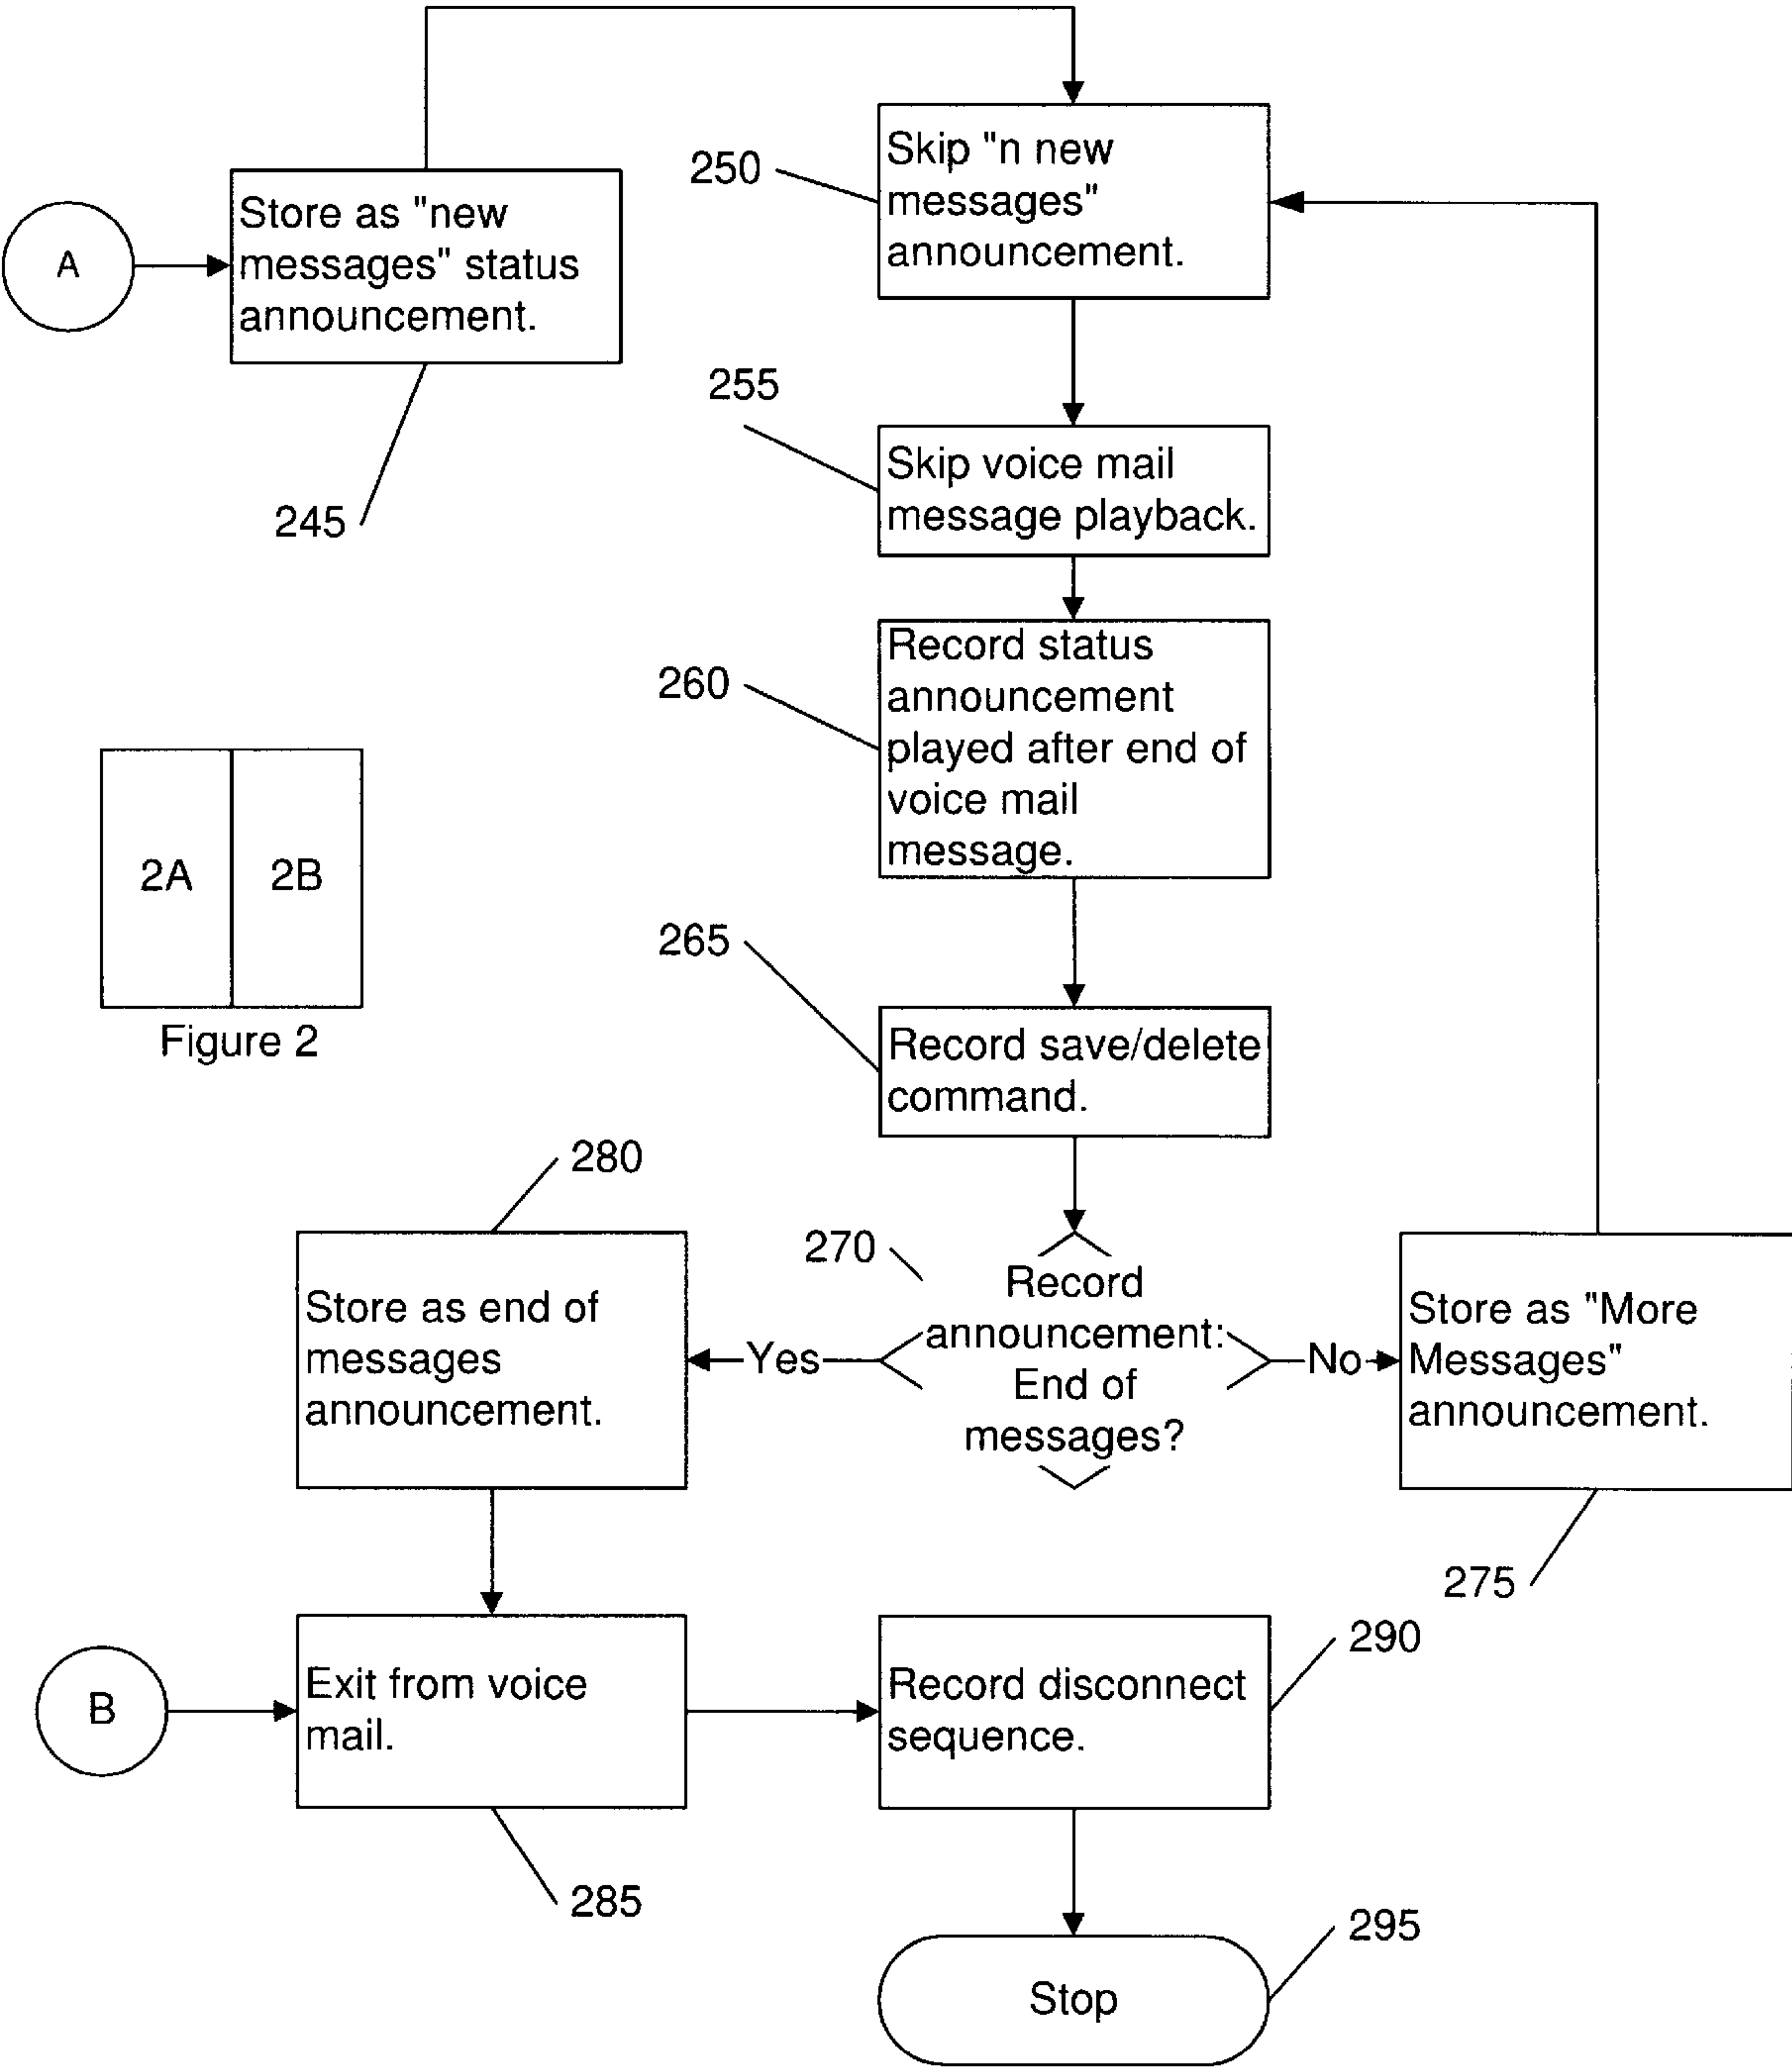 A
Store as "new
messages" status
announcement.
245
250
Skip "n new
messages"
announcement.
255
Skip voice mail
message playback.
260
Record status
announcement
played after end of
voice mail
message.
2A
2B
Figure 2
265
Record save/delete
command.
270
Record
announcement:
End of
messages?
Yes
No
280
Store as end of
messages
announcement.
Store as "More
Messages"
announcement.
275
B
Exit from voice
mail.
285
Record disconnect
sequence.
290
Stop
295